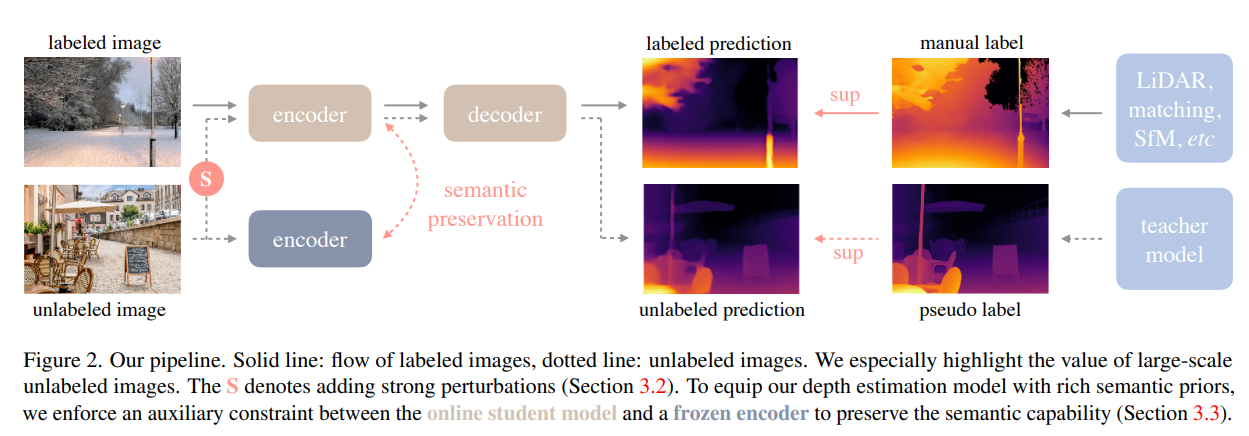 labeled image
labeled prediction
manual label
encoder
decoder
sup
LiDAR,
matching,
SfM, etc
S
semantic
preservation
encoder
sup
teacher
model
unlabeled image
unlabeled prediction
pseudo label
Figure 2. Our pipeline. Solid line: flow of labeled images, dotted line: unlabeled images. We especially highlight the value of large-scale
unlabeled images. The S denotes adding strong perturbations (Section 3.2). To equip our depth estimation model with rich semantic priors,
we enforce an auxiliary constraint between the online student model and a frozen encoder to preserve the semantic capability (Section 3.3).